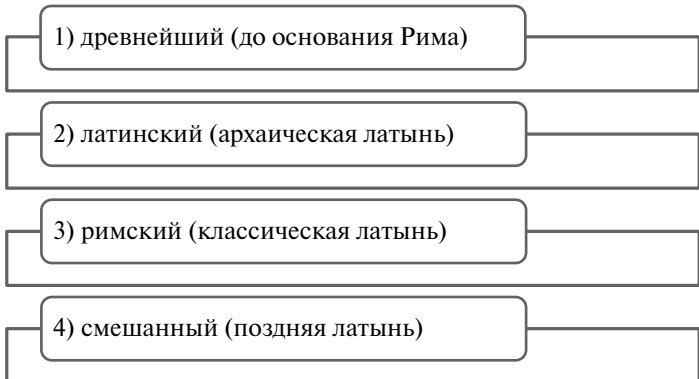 1) древнейший (до основания Рима)
2) латинский (архаическая латынь)
3) римский (классическая латынь)
4) смешанный (поздняя латынь)